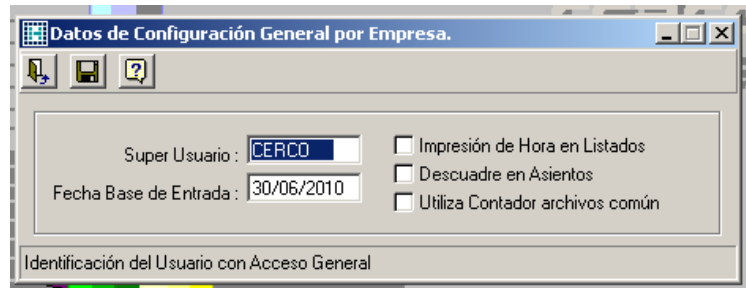 Datos de Configuración General por Empresa.
Super Usuario : CERCO
Fecha Base de Entrada : 30/06/2010
Impresión de Hora en Listados
Descuadre en Asientos
Utiliza Contador archivos común
Identificación del Usuario con Acceso General